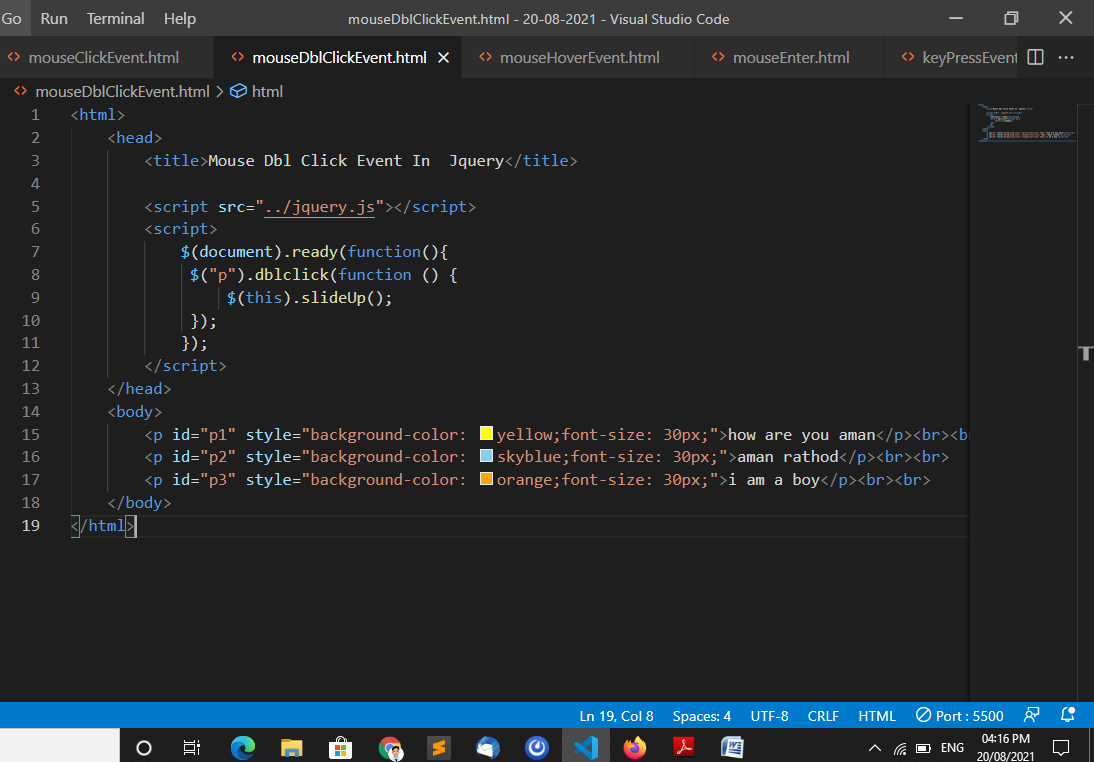 Go Run Terminal Help mouseDblClickEvent.html - 20-08-2021 - Visual Studio Code
mouseClickEvent.html mouseDblClickEvent.html mouseHoverEvent.html mouseEnter.html keyPressEvent
mouseDblClickEvent.html > html
1 <html>
2 <head>
3 <title>Mouse Dbl Click Event In  Jquery</title>
4
5 <script src="../jquery.js"></script>
6 <script>
7 $(document).ready(function(){
8 $("p").dblclick(function () {
9 $(this).slideUp();
10 });
11 });
12 </script>
13 </head>
14 <body>
15 <p id="p1" style="background-color: yellow;font-size: 30px;">how are you aman</p><br><b
16 <p id="p2" style="background-color: skyblue;font-size: 30px;">aman rathod</p><br><br>
17 <p id="p3" style="background-color: orange;font-size: 30px;">i am a boy</p><br><br>
18 </body>
19 </html>
Ln 19, Col 8 Spaces: 4 UTF-8 CRLF HTML Port : 5500
ENG 04:16 PM
20/08/2021